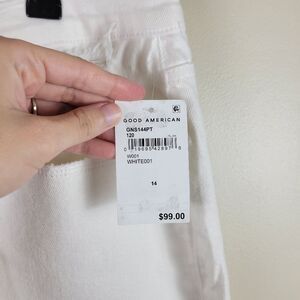 GOOD AMERICAN
GNS144PT
120
W001
WHITE001
14
$99.00